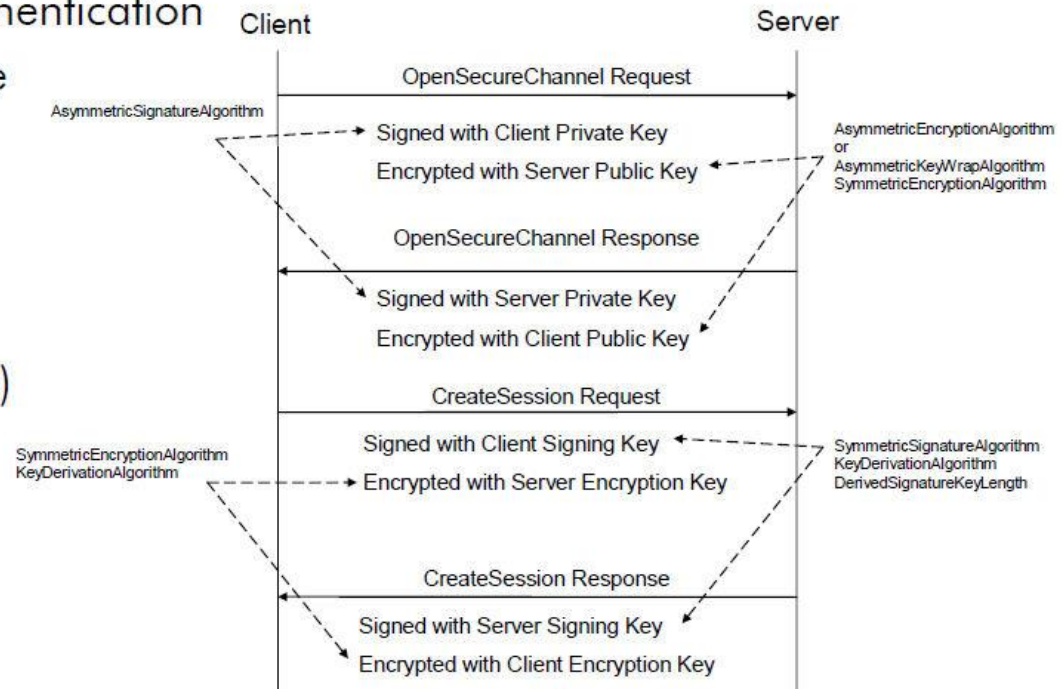 hentication
Client
Server
e
OpenSecureChannel Request
AsymmetricSignatureAlgorithm
Signed with Client Private Key
Encrypted with Server Public Key
AsymmetricEncryptionAlgorithm
or
AsymmetricKeyWrapAlgorithm
SymmetricEncryptionAlgorithm
OpenSecureChannel Response
Signed with Server Private Key
Encrypted with Client Public Key
)
CreateSession Request
SymmetricEncryptionAlgorithm
KeyDerivationAlgorithm
Signed with Client Signing Key
Encrypted with Server Encryption Key
SymmetricSignatureAlgorithm
KeyDerivationAlgorithm
DerivedSignatureKeyLength
CreateSession Response
Signed with Server Signing Key
Encrypted with Client Encryption Key